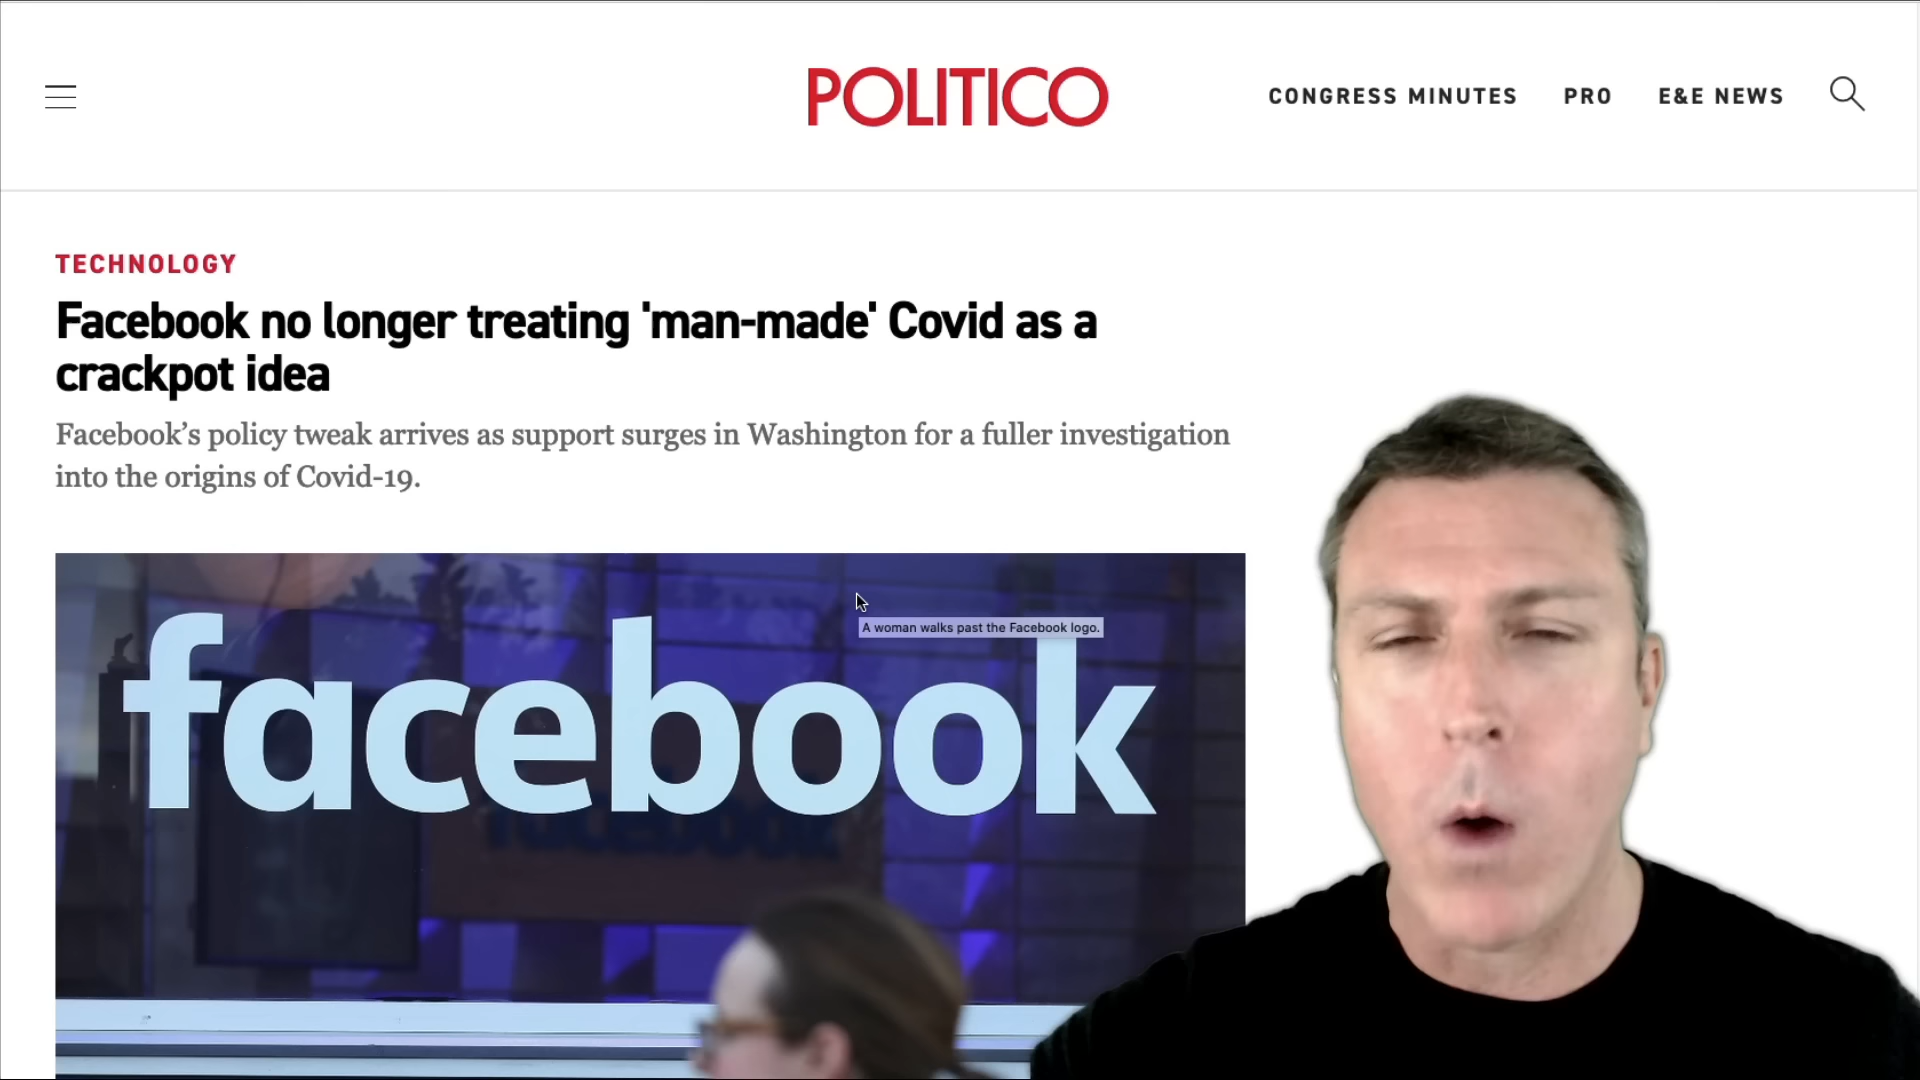 POLITICO
CONGRESS MINUTES PRO E&E NEWS
TECHNOLOGY
Facebook no longer treating 'man-made' Covid as a
crackpot idea
Facebook’s policy tweak arrives as support surges in Washington for a fuller investigation
into the origins of Covid-19.
A woman walks past the Facebook logo.
facebook